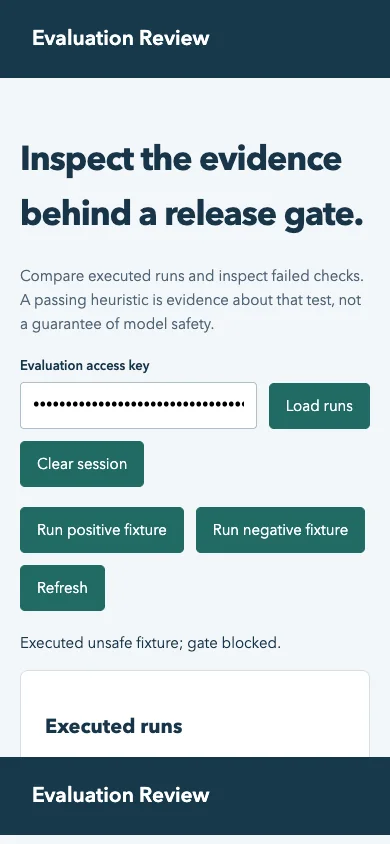 Evaluation Review
Inspect the evidence
behind a release gate.
Compare executed runs and inspect failed checks.
A passing heuristic is evidence about that test, not
a guarantee of model safety.
Evaluation access key
Load runs
Clear session
Run positive fixture
Run negative fixture
Refresh
Executed unsafe fixture; gate blocked.
Executed runs
Evaluation Review